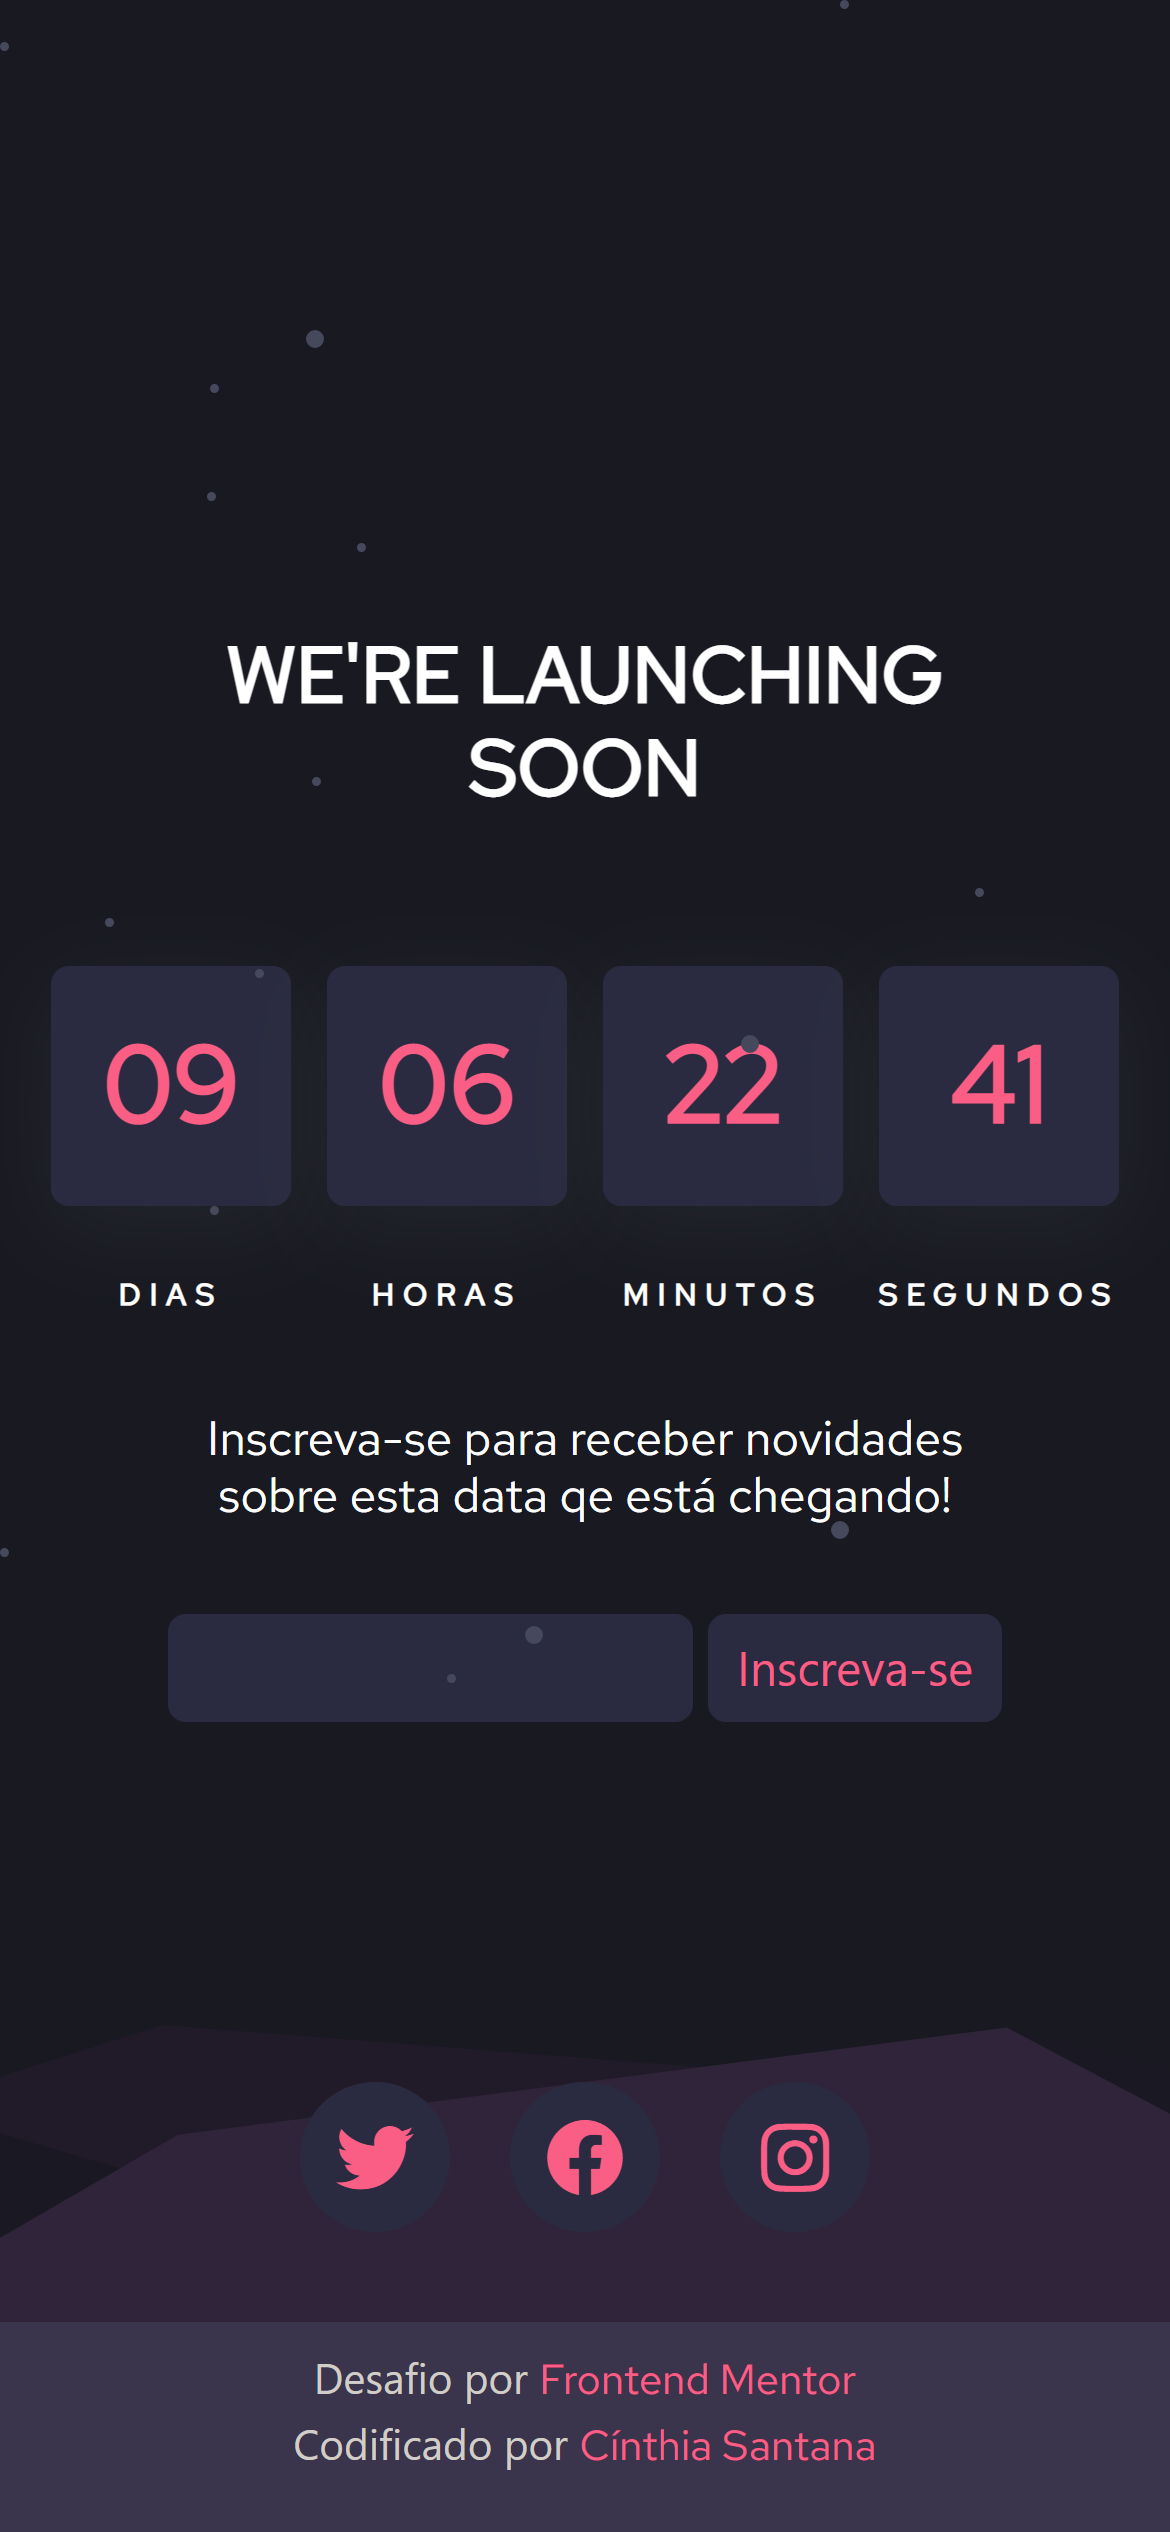 WE'RE LAUNCHING
SOON
09 06 22 41
DIAS HORAS MINUTOS SEGUNDOS
Inscreva-se para receber novidades
sobre esta data qe está chegando!
Inscreva-se
Desafio por Frontend Mentor
Codificado por Cínthia Santana